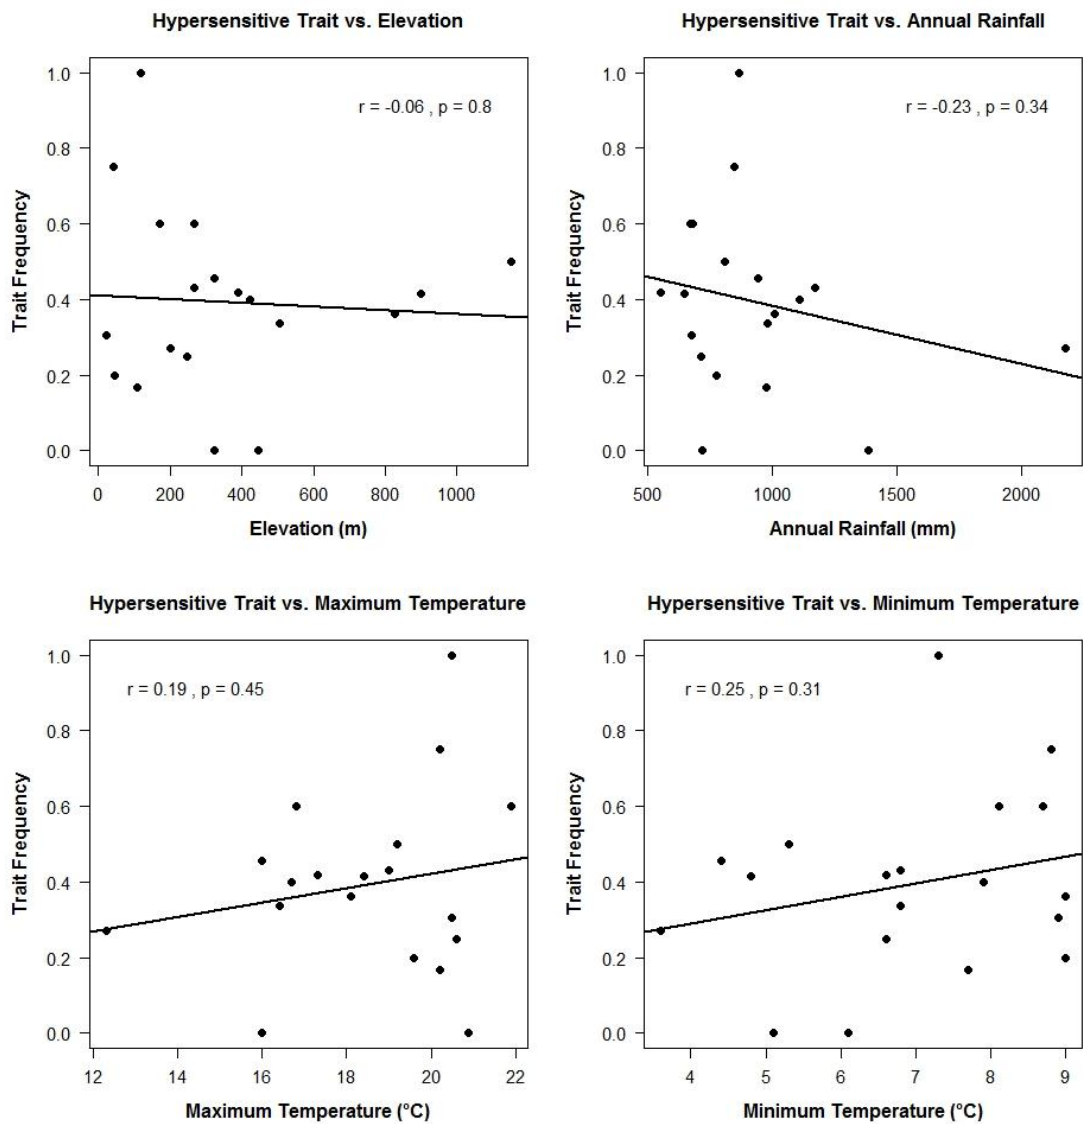 Hypersensitive Trait vs. Elevation
r = -0.06 , p = 0.8
Trait Frequency
1.0
0.8
0.6
0.4
0.2
0.0
0 200 400 600 800 1000
Elevation (m)
Hypersensitive Trait vs. Annual Rainfall
r = -0.23 , p = 0.34
Trait Frequency
1.0
0.8
0.6
0.4
0.2
0.0
500 1000 1500 2000
Annual Rainfall (mm)
Hypersensitive Trait vs. Maximum Temperature
r = 0.19 , p = 0.45
Trait Frequency
1.0
0.8
0.6
0.4
0.2
0.0
12 14 16 18 20 22
Maximum Temperature (°C)
Hypersensitive Trait vs. Minimum Temperature
r = 0.25 , p = 0.31
Trait Frequency
1.0
0.8
0.6
0.4
0.2
0.0
4 5 6 7 8 9
Minimum Temperature (°C)